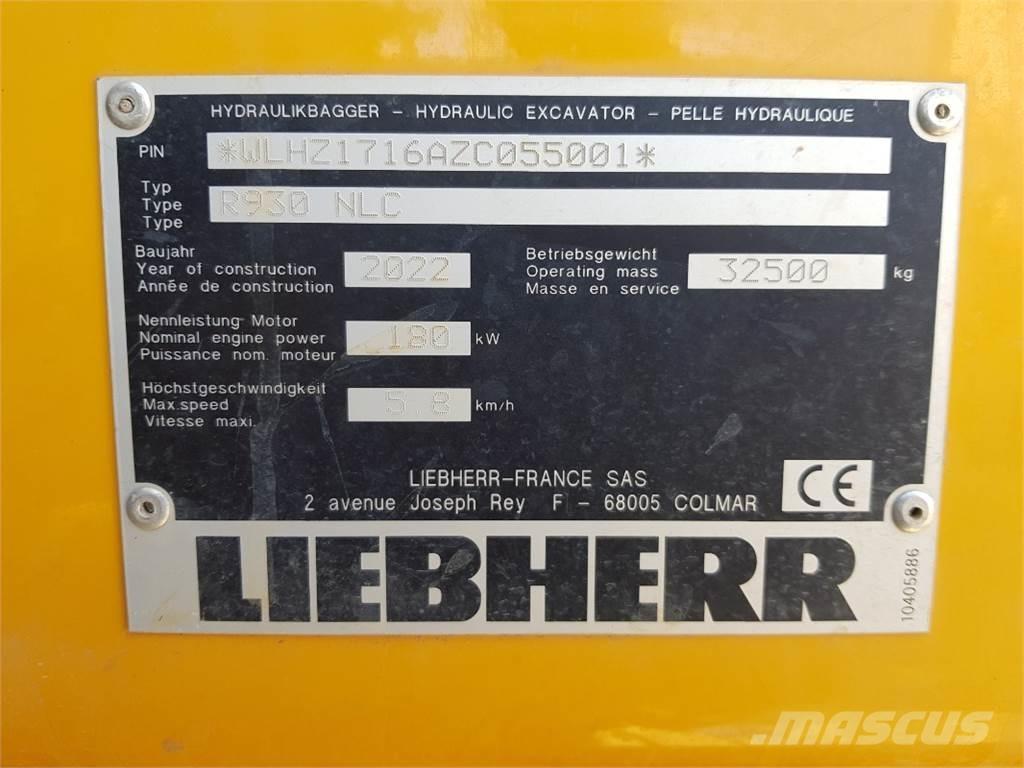 HYDRAULIKBAGGER - HYDRAULIC EXCAVATOR - PELLE HYDRAULIQUE
PIN *WLHZ1716AZC055001*
Typ
Type
Type
R930 NLC
Baujahr
Year of construction
Année de construction
2022
Betriebsgewicht
Operating mass
Masse en service
32500 kg
Nennleistung Motor
Nominal engine power
Puissance nom. moteur
180 kW
Höchstgeschwindigkeit
Max.speed
Vitesse maxi.
5.8 km/h
LIEBHERR-FRANCE SAS
2 avenue Joseph Rey F - 68005 COLMAR
CE
LIEBHERR
10405886
MASCUS